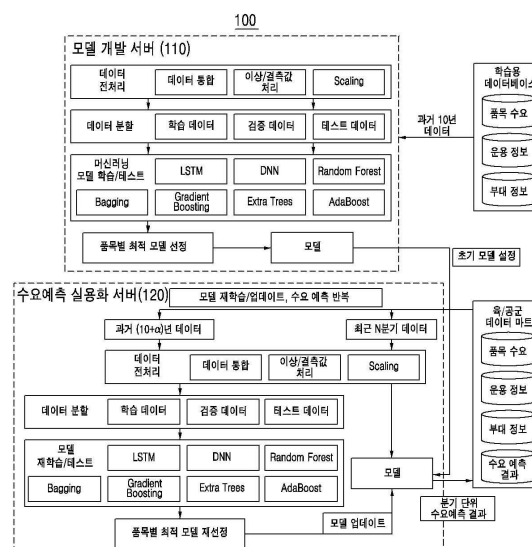 100
모델 개발 서버 (110)
데이터
전처리
데이터 통합
이상/결측값
처리
Scaling
데이터 분할
학습 데이터
검증 데이터
테스트 데이터
머신러닝
모델 학습/테스트
LSTM
DNN
Random Forest
Bagging
Gradient
Boosting
Extra Trees
AdaBoost
품목별 최적 모델 선정
모델
학습용
데이터베이스
품목 수요
운용 정보
부대 정보
과거 10년
데이터
초기 모델 설정
수요예측 실용화 서버(120)
모델 재학습/업데이트, 수요 예측 반복
과거 (10+α)년 데이터
최근 N분기 데이터
데이터
전처리
데이터 통합
이상/결측값
처리
Scaling
데이터 분할
학습 데이터
검증 데이터
테스트 데이터
모델
재학습/테스트
LSTM
DNN
Random Forest
Bagging
Gradient
Boosting
Extra Trees
AdaBoost
품목별 최적 모델 재선정
모델 업데이트
모델
육/공군
데이터 마트
품목 수요
운용 정보
부대 정보
수요 예측
결과
분기 단위
수요예측 결과